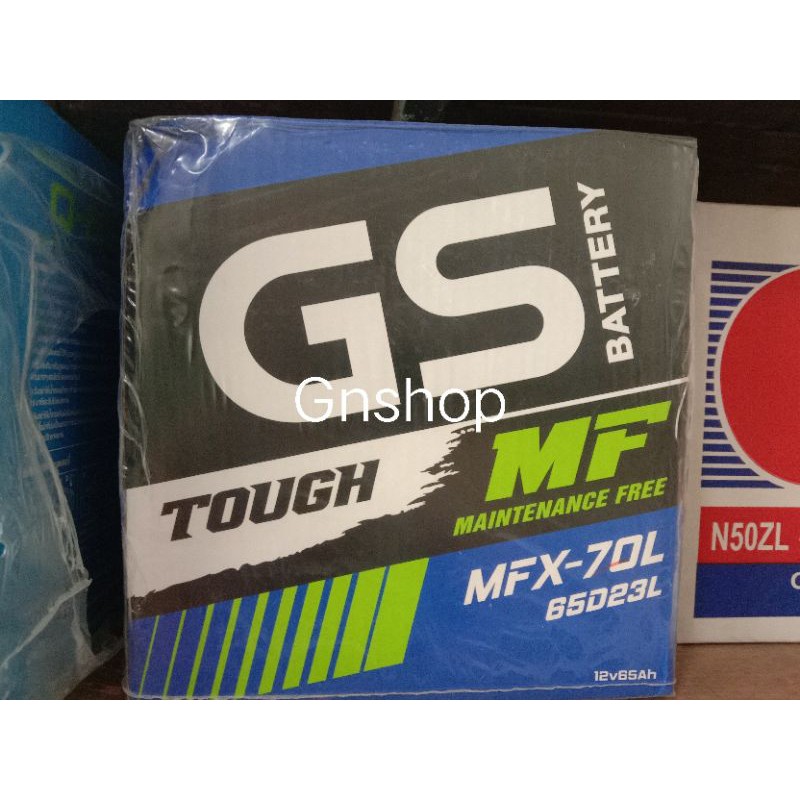 GS
BATTERY
Gnshop
TOUGH
MF
MAINTENANCE FREE
MFX-70L
65D23L
12v65Ah
N50ZL